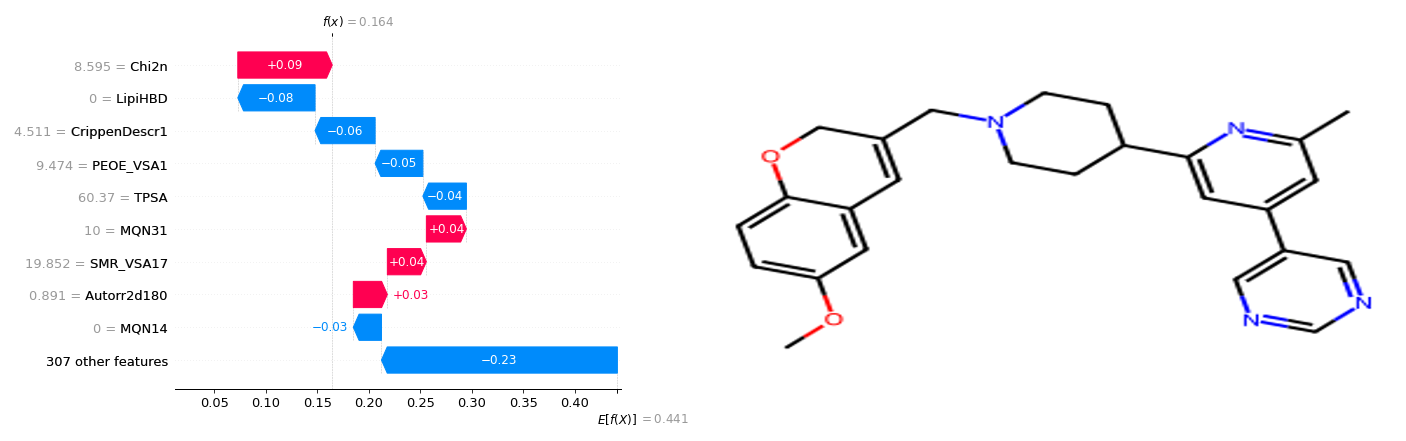 f(x) = 0.164
8.595 = Chi2n
+0.09
0 = LipiHBD
−0.08
4.511 = CrippenDescr1
−0.06
9.474 = PEOE_VSA1
−0.05
60.37 = TPSA
−0.04
10 = MQN31
+0.04
19.852 = SMR_VSA17
+0.04
0.891 = Autorr2d180
+0.03
0 = MQN14
−0.03
307 other features
−0.23
0.05 0.10 0.15 0.20 0.25 0.30 0.35 0.40
E[f(X)] = 0.441
N
N
O
O
N
N